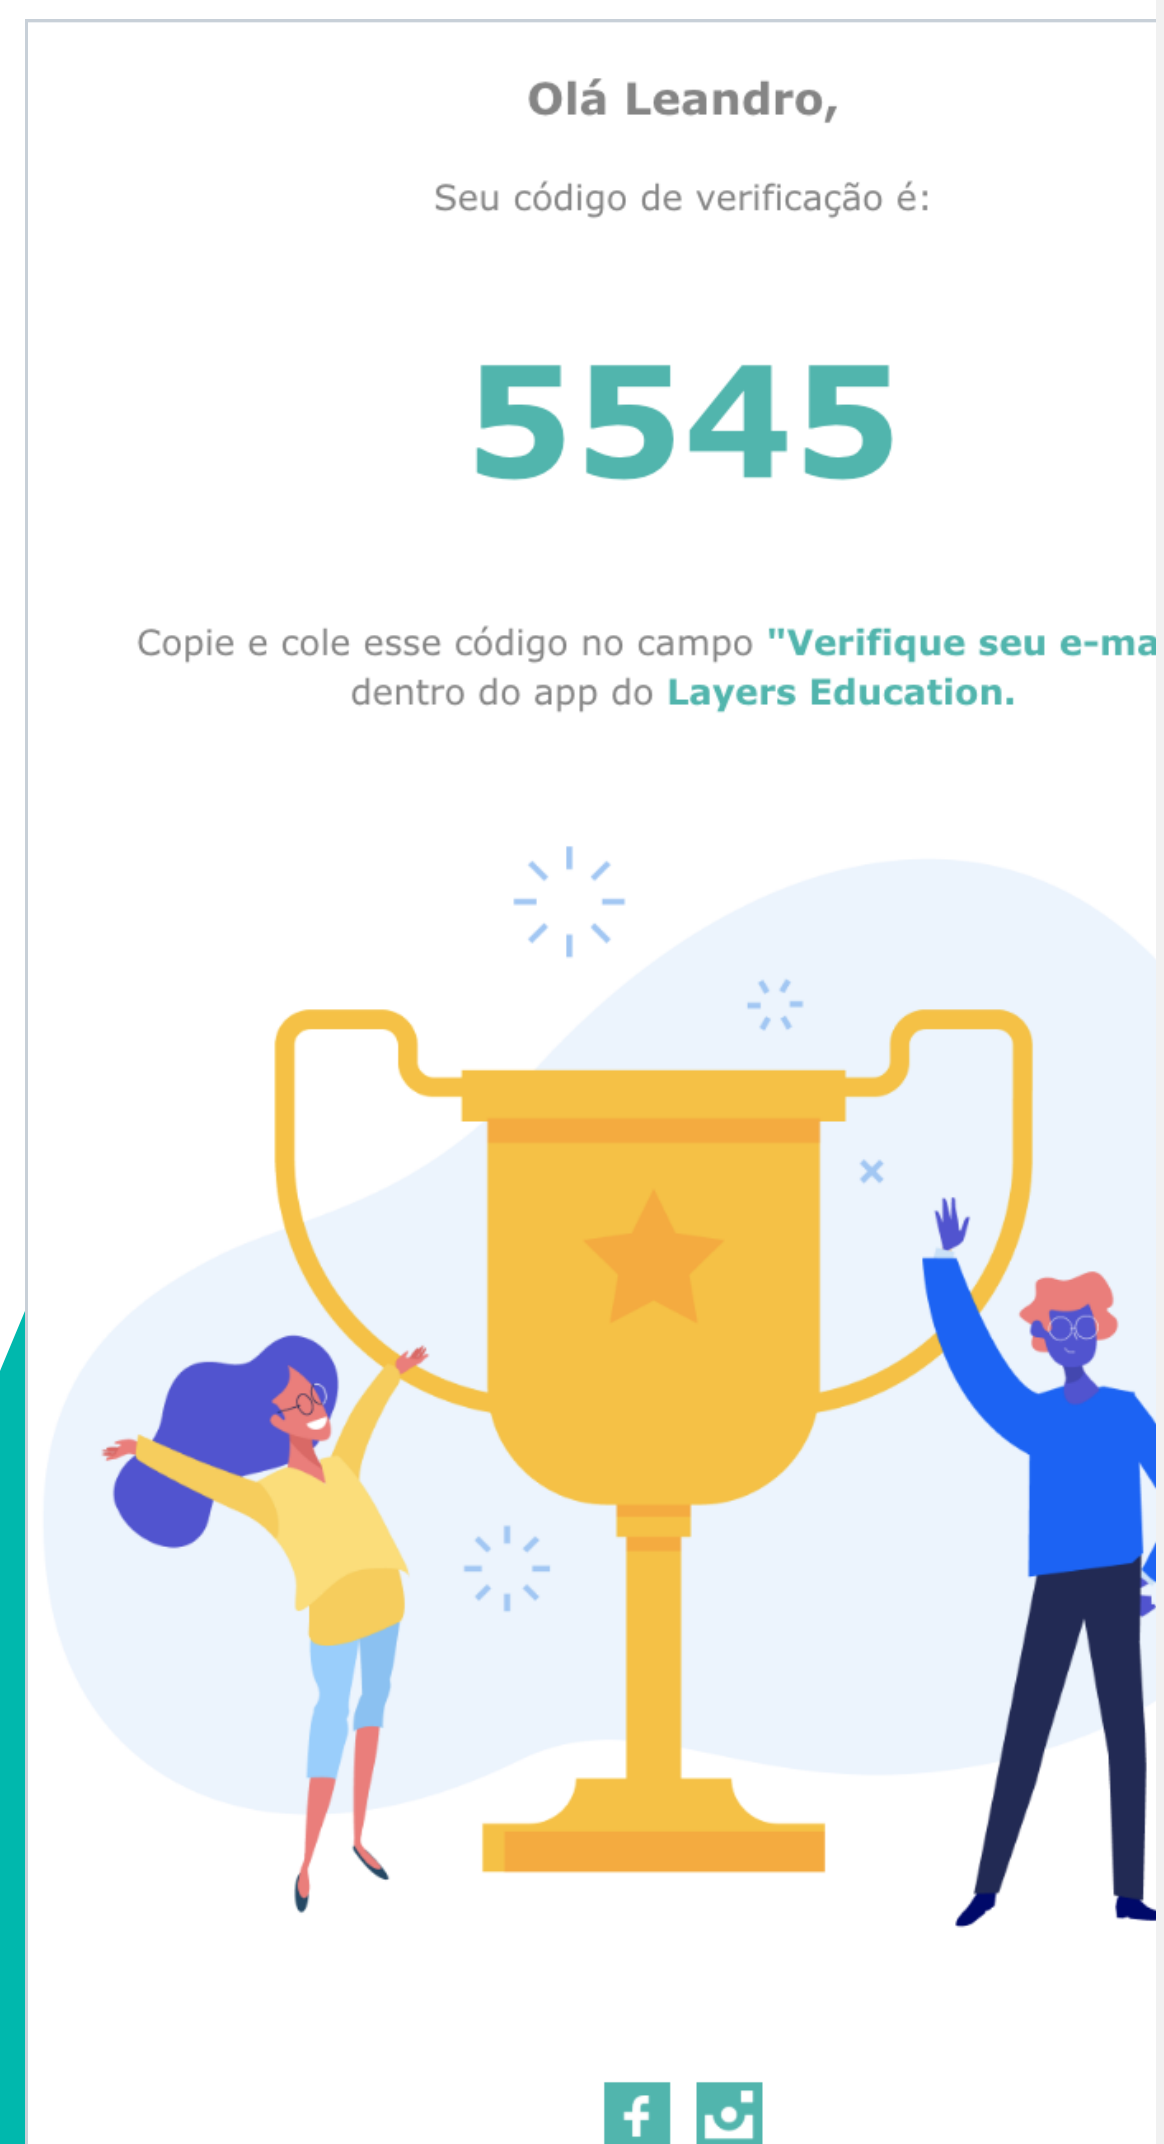 Olá Leandro,
Seu código de verificação é:
5545
Copie e cole esse código no campo "Verifique seu e-ma
dentro do app do Layers Education.